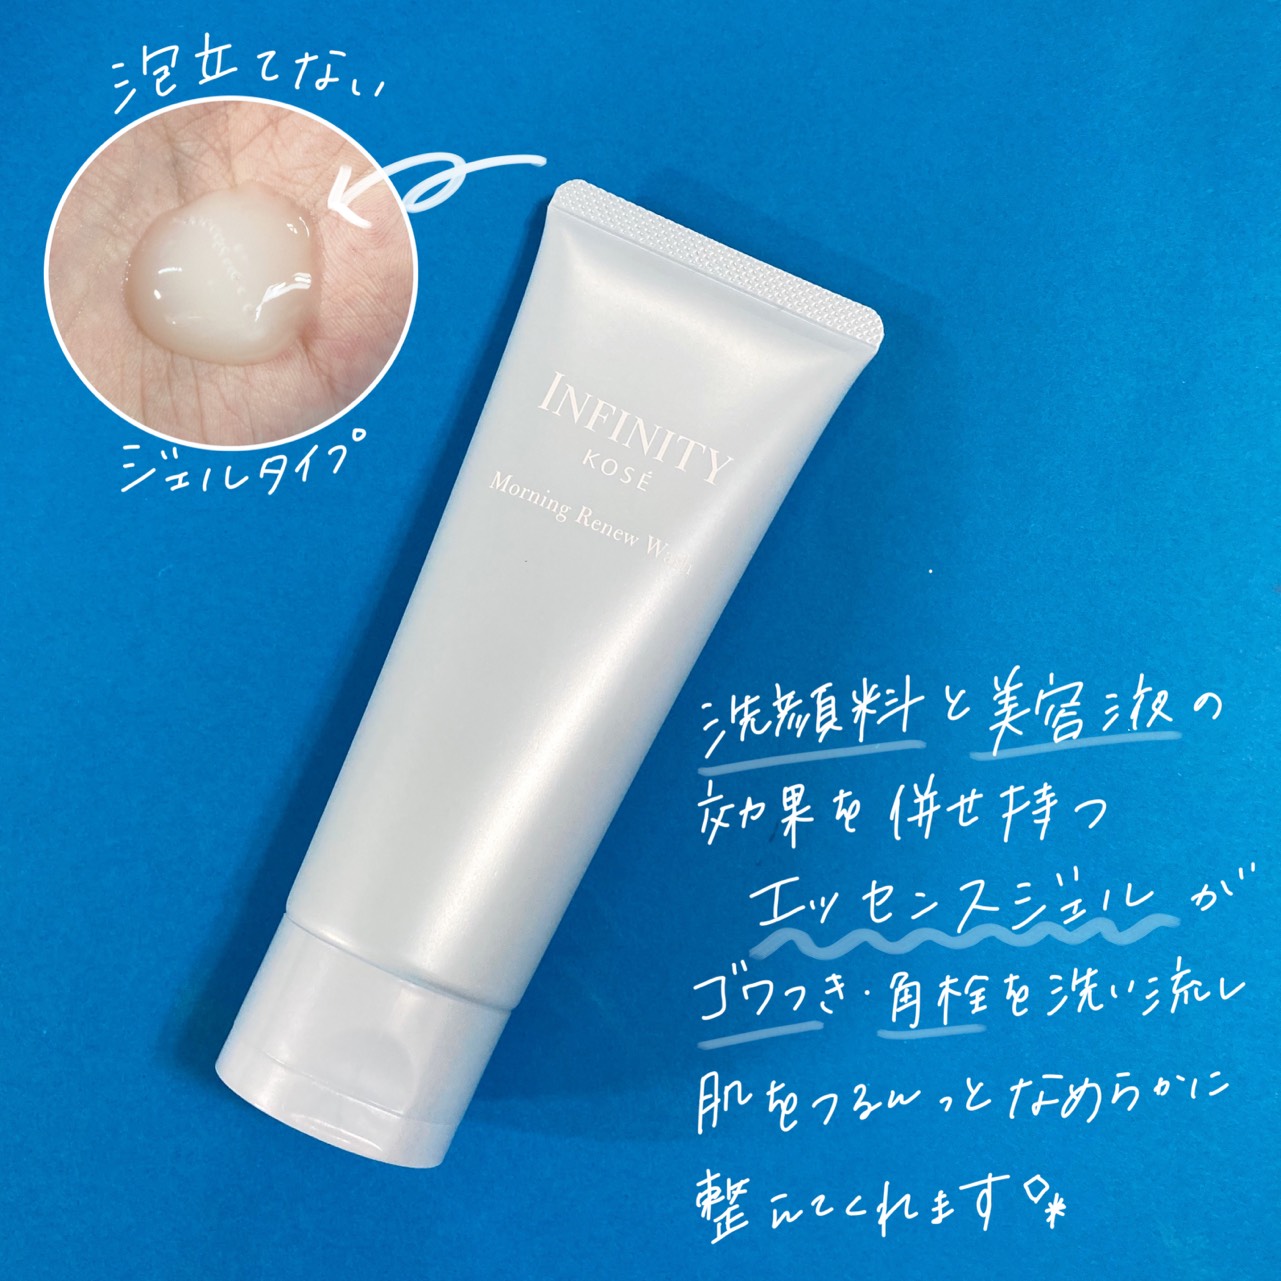 泡立てない
ジェルタイプ
INFINITY
KOSÉ
Morning Renew Wash
洗顔料と美容液の
効果を併せ持つ
エッセンスジェルが
ゴワつき・角栓を洗い流し
肌をつるんっとなめらかに
整えてくれます